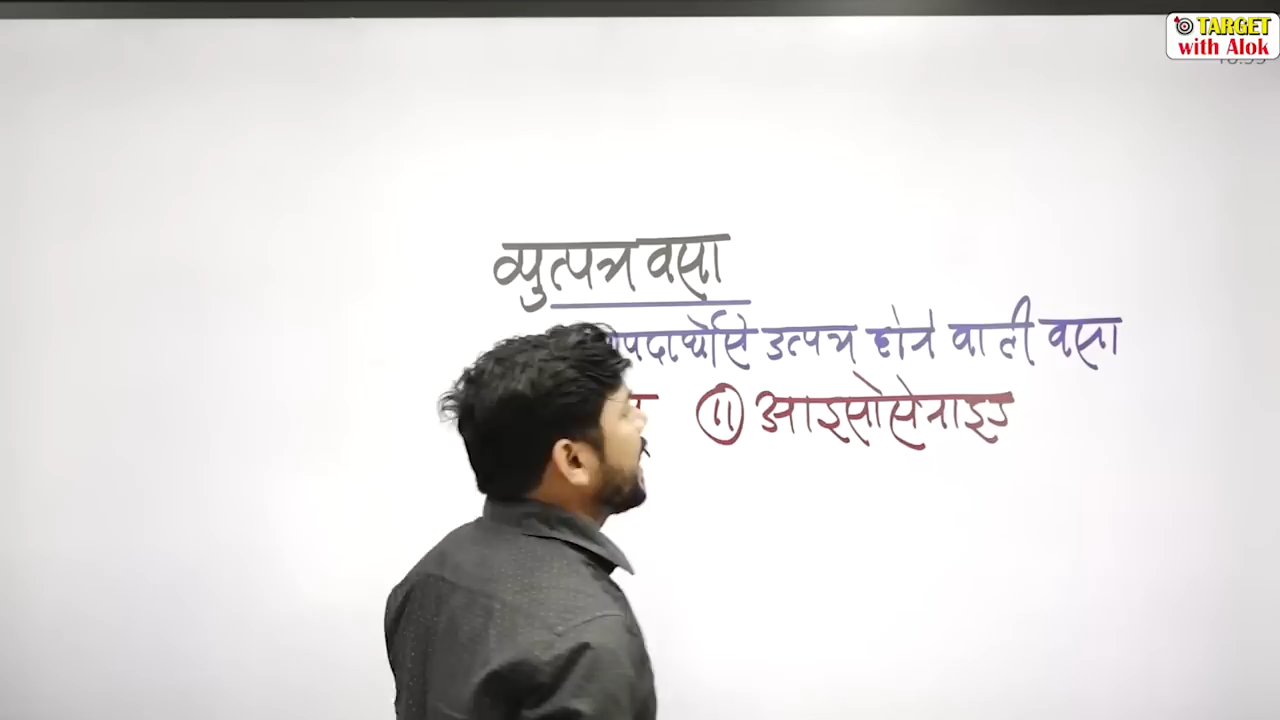 TARGET
with Alok
व्युत्पन्न वसा
पदार्थों से उत्पन्न होने वाली वसा
(ii) आइसोप्रेनाइड